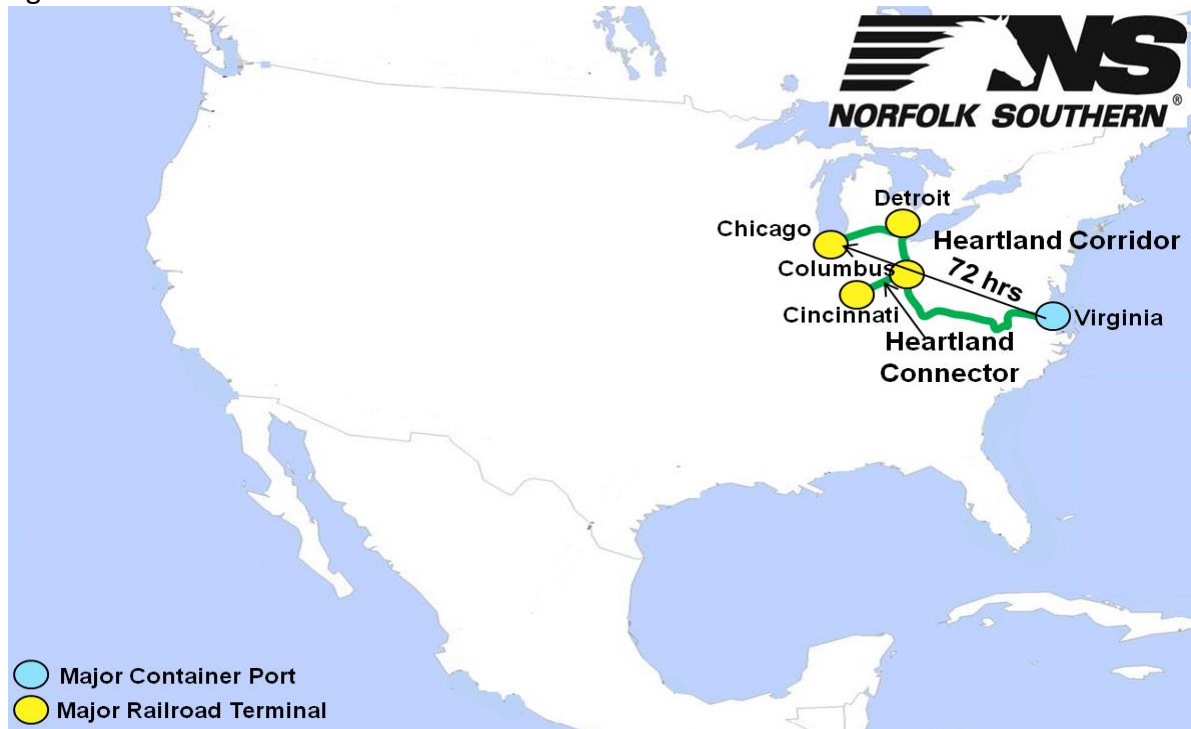 NS
NORFOLK SOUTHERN®
Detroit
Chicago
Heartland Corridor
Columbus
72 hrs
Cincinnati
Virginia
Heartland
Connector
Major Container Port
Major Railroad Terminal